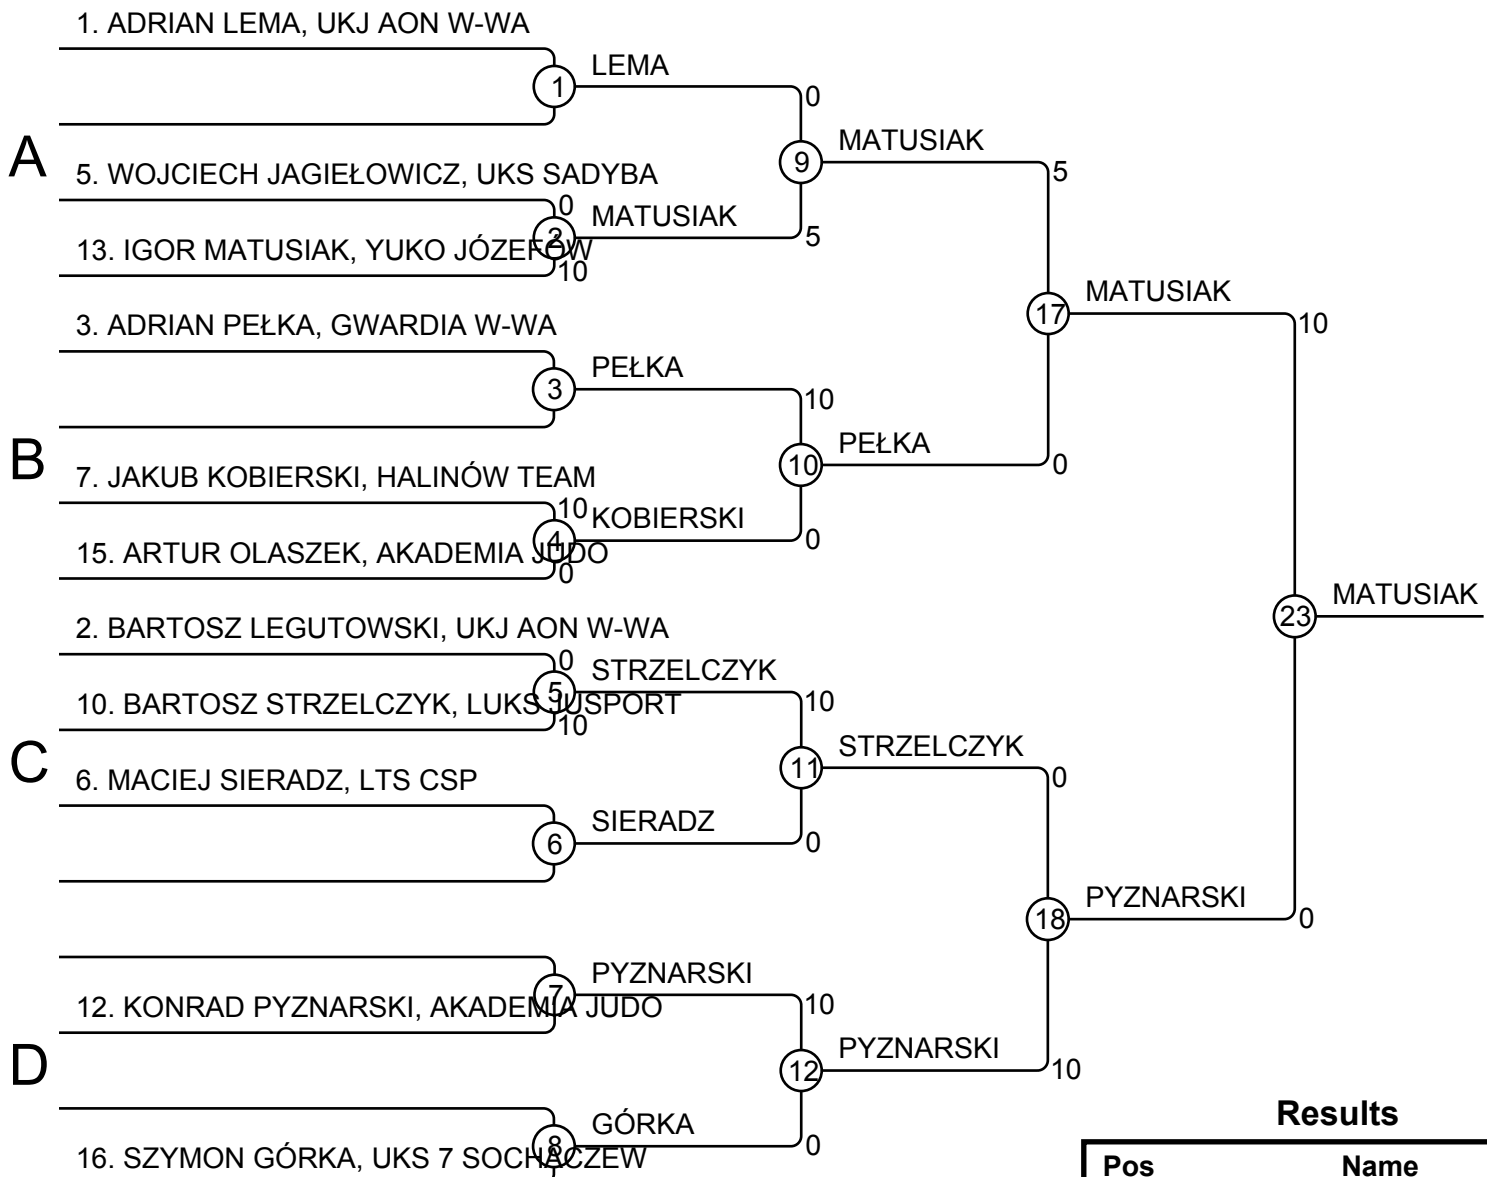 1. ADRIAN LEMA, UKJ AON W-WA
LEMA
1
0
A
MATUSIAK
9
5
5. WOJCIECH JAGIEŁOWICZ, UKS SADYBA
0
MATUSIAK
2
5
13. IGOR MATUSIAK, YUKO JÓZEFÓW
10
MATUSIAK
17
10
3. ADRIAN PEŁKA, GWARDIA W-WA
PEŁKA
3
10
B
PEŁKA
10
0
7. JAKUB KOBIERSKI, HALINÓW TEAM
10
KOBIERSKI
4
0
15. ARTUR OLASZEK, AKADEMIA JUDO
0
MATUSIAK
23
2. BARTOSZ LEGUTOWSKI, UKJ AON W-WA
0
STRZELCZYK
5
10
10. BARTOSZ STRZELCZYK, LUKS JUSPORT
10
C
STRZELCZYK
11
0
6. MACIEJ SIERADZ, LTS CSP
SIERADZ
6
0
PYZNARSKI
18
0
PYZNARSKI
7
10
12. KONRAD PYZNARSKI, AKADEMIA JUDO
D
PYZNARSKI
12
10
GÓRKA
8
0
16. SZYMON GÓRKA, UKS 7 SOCHACZEW
Results
Pos Name